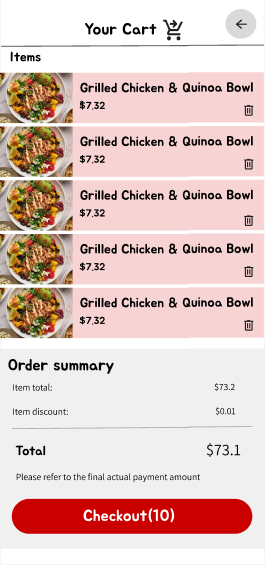 Your Cart
Items
Grilled Chicken & Quinoa Bowl
$7,32
Grilled Chicken & Quinoa Bowl
$7,32
Grilled Chicken & Quinoa Bowl
$7,32
Grilled Chicken & Quinoa Bowl
$7,32
Grilled Chicken & Quinoa Bowl
$7,32
Order summary
Item total: $73.2
Item discount: $0.01
Total $73.1
Please refer to the final actual payment amount
Checkout(10)